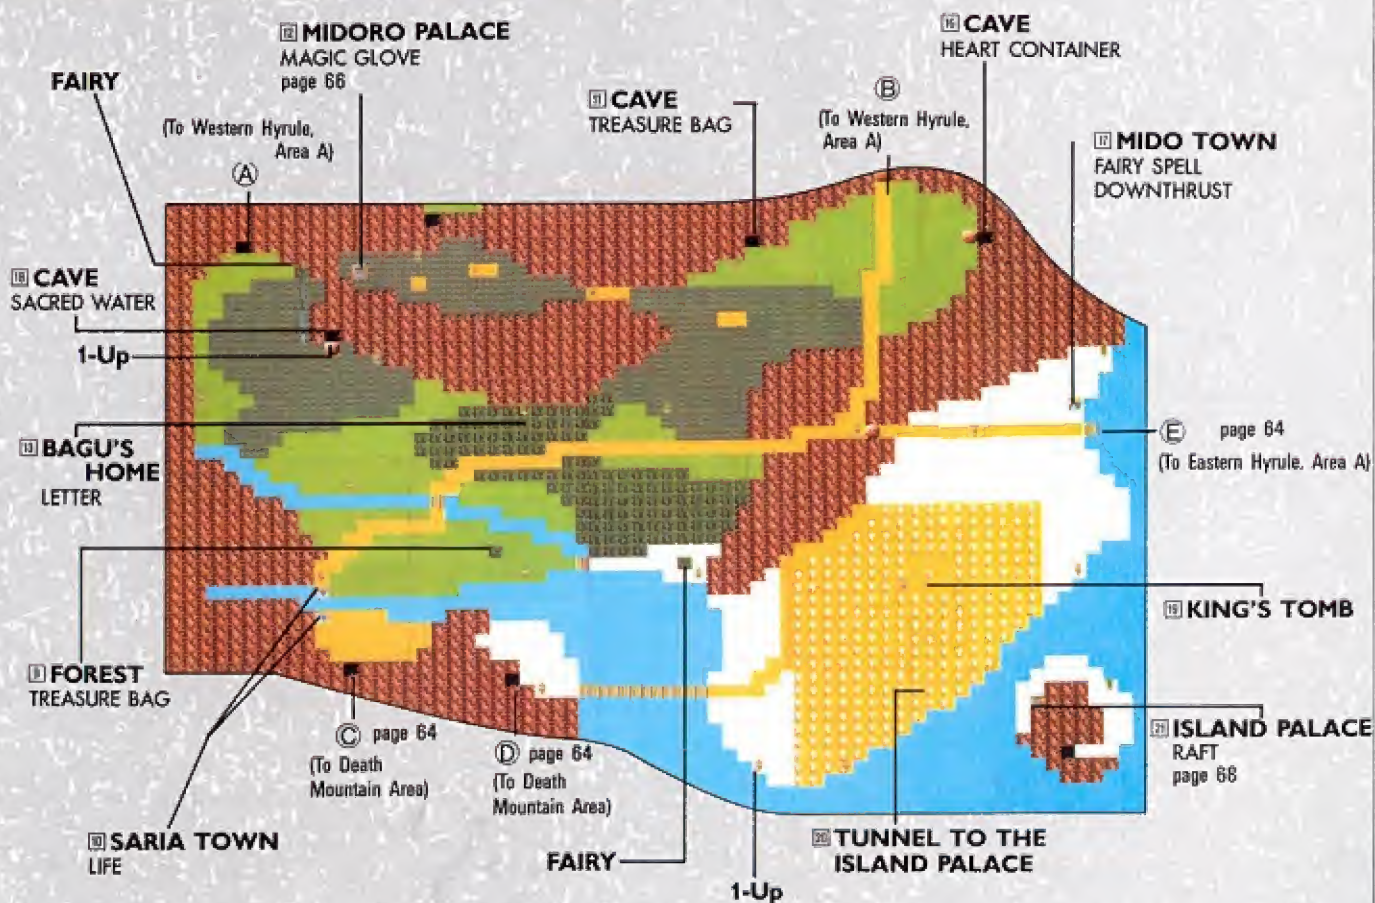 12 MIDORO PALACE
MAGIC GLOVE
page 66
16 CAVE
HEART CONTAINER
FAIRY
(To Western Hyrule,
Area A)
A
11 CAVE
TREASURE BAG
B
(To Western Hyrule,
Area A)
17 MIDO TOWN
FAIRY SPELL
DOWNTHRUST
18 CAVE
SACRED WATER
1-Up
13 BAGU'S
HOME
LETTER
E page 64
(To Eastern Hyrule, Area A)
19 KING'S TOMB
9 FOREST
TREASURE BAG
C page 64
(To Death
Mountain Area)
D page 64
(To Death
Mountain Area)
21 ISLAND PALACE
RAFT
page 68
10 SARIA TOWN
LIFE
FAIRY
1-Up
20 TUNNEL TO THE
ISLAND PALACE